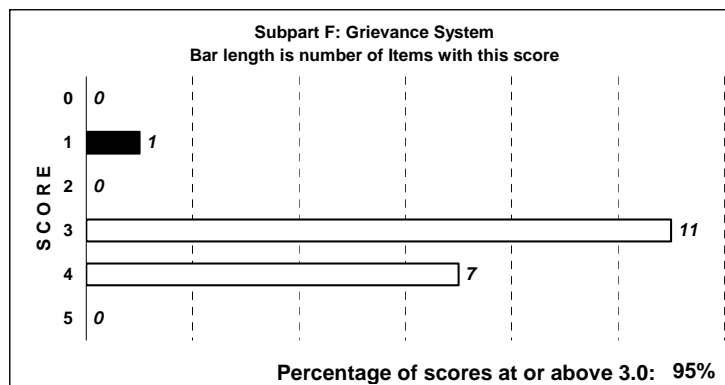 Subpart F: Grievance System
Bar length is number of Items with this score
SCORE
0 0
1 1
2 0
3 11
4 7
5 0
Percentage of scores at or above 3.0: 95%